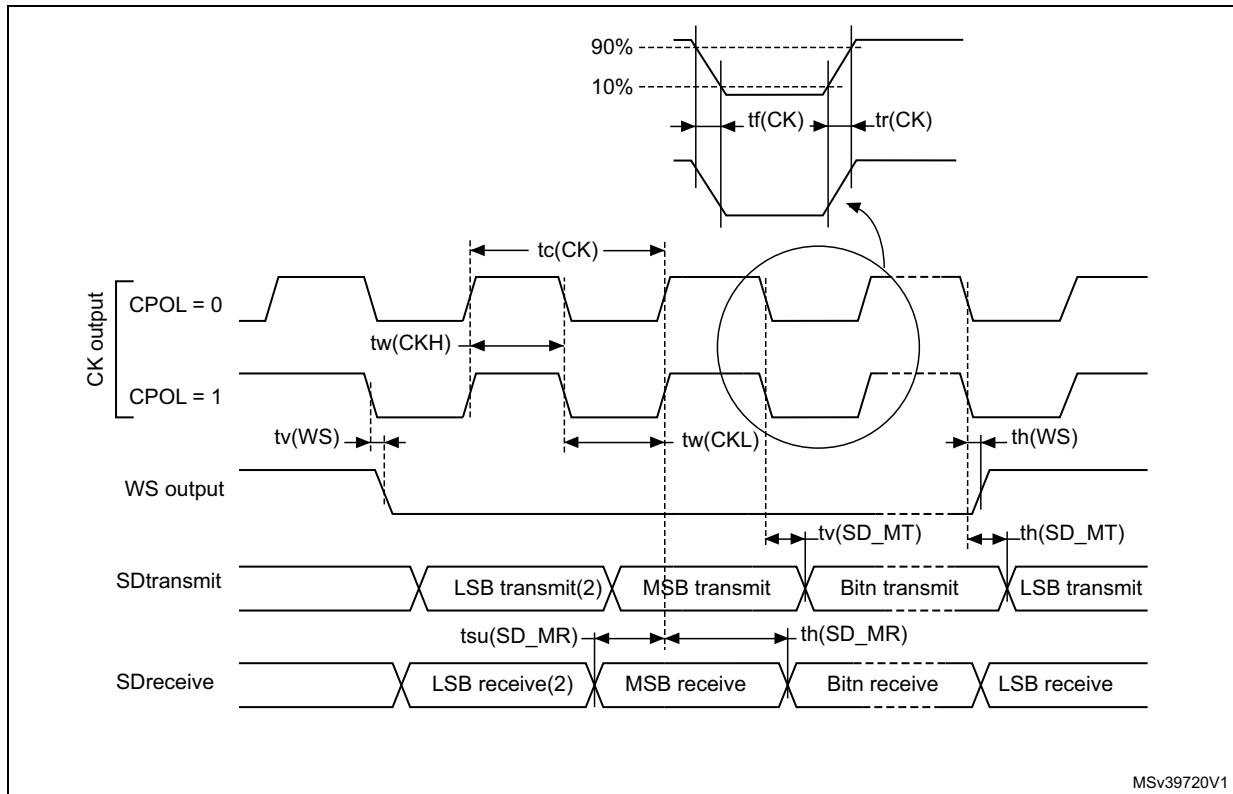 90%
10%
tf(CK)
tr(CK)
tc(CK)
CK output
CPOL = 0
tw(CKH)
CPOL = 1
tv(WS)
tw(CKL)
th(WS)
WS output
tv(SD_MT)
th(SD_MT)
SDtransmit
LSB transmit(2)
MSB transmit
Bitn transmit
LSB transmit
tsu(SD_MR)
th(SD_MR)
SDreceive
LSB receive(2)
MSB receive
Bitn receive
LSB receive
MSv39720V1